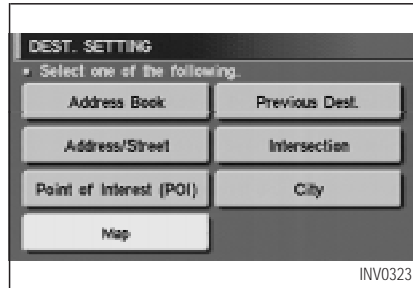 DEST. SETTING
Select one of the following.
Address Book
Previous Dest.
Address/Street
Intersection
Point of Interest (POI)
City
Map
INV0323